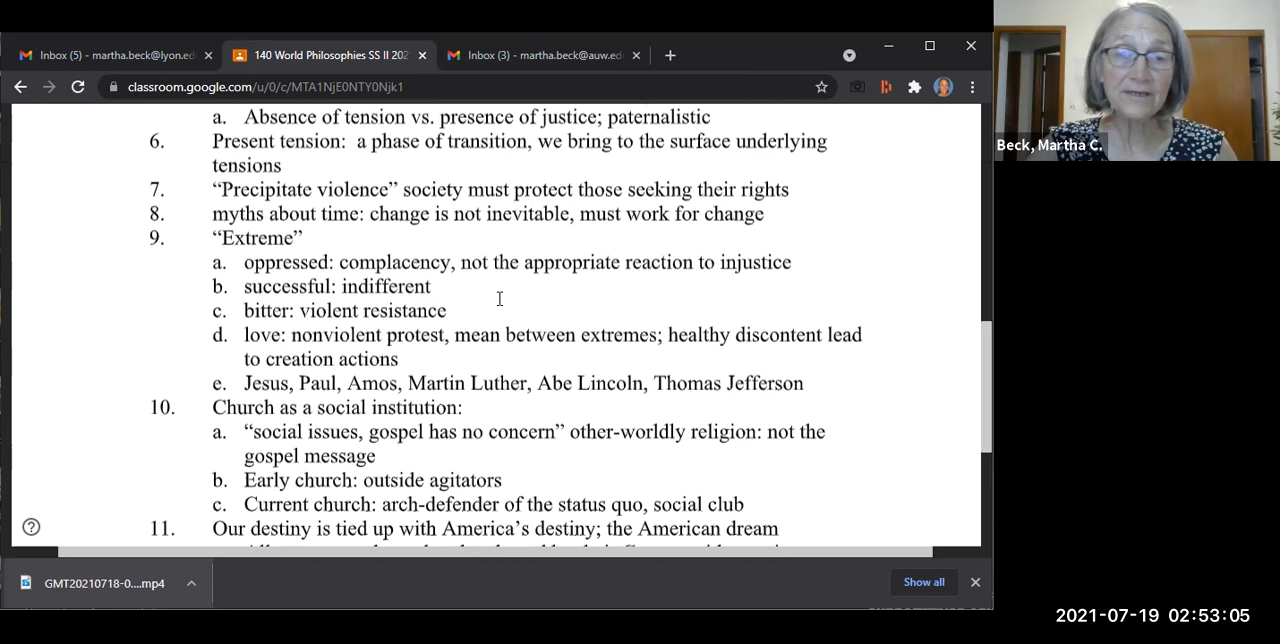 Inbox (5) - martha.beck@lyon.ed
140 World Philosophies SS II 202
Inbox (3) - martha.beck@auw.ed
classroom.google.com/u/0/c/MTA1NjE0NTY0Njk1
a. Absence of tension vs. presence of justice; paternalistic
6. Present tension: a phase of transition, we bring to the surface underlying
tensions
7. “Precipitate violence” society must protect those seeking their rights
8. myths about time: change is not inevitable, must work for change
9. “Extreme”
a. oppressed: complacency, not the appropriate reaction to injustice
b. successful: indifferent
c. bitter: violent resistance
d. love: nonviolent protest, mean between extremes; healthy discontent lead
to creation actions
e. Jesus, Paul, Amos, Martin Luther, Abe Lincoln, Thomas Jefferson
10. Church as a social institution:
a. “social issues, gospel has no concern” other-worldly religion: not the
gospel message
b. Early church: outside agitators
c. Current church: arch-defender of the status quo, social club
11. Our destiny is tied up with America’s destiny; the American dream
GMT20210718-0....mp4
Show all
Beck, Martha C.
2021-07-19 02:53:05